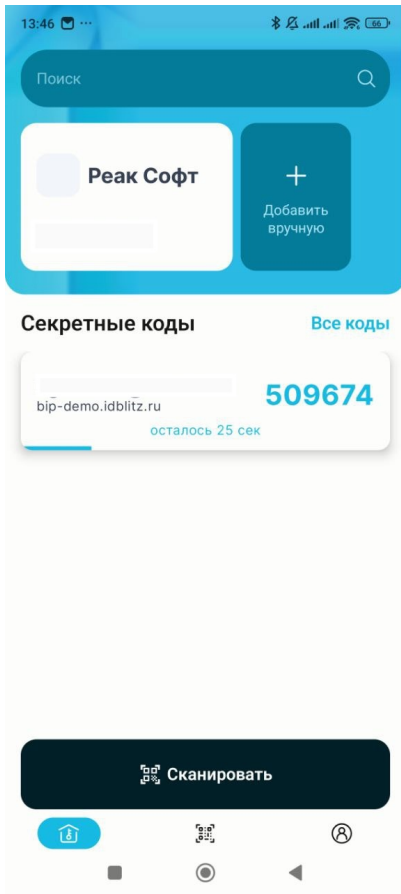 13:46 ... 66
Поиск
Реак Софт
Добавить
вручную
Секретные коды
Все коды
509674
bip-demo.idblitz.ru
осталось 25 сек
Сканировать